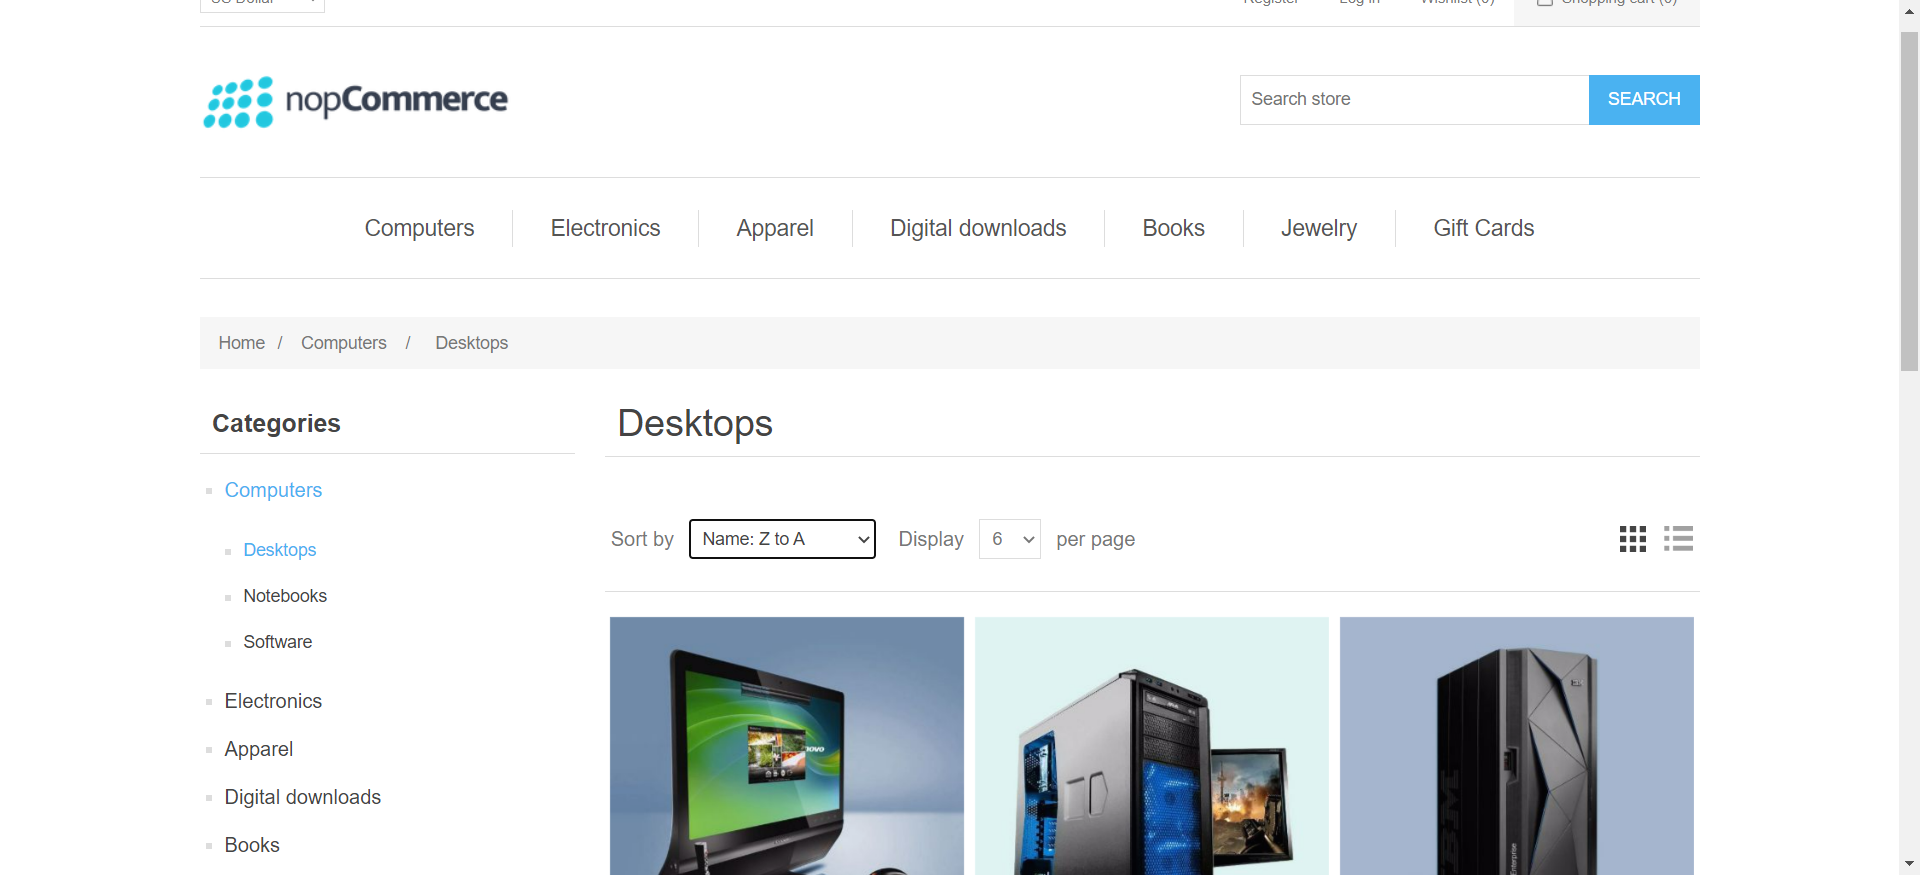 US Dollar
Register Log in Wishlist (0) Shopping cart (0)
nopCommerce
Search store
SEARCH
Computers
Electronics
Apparel
Digital downloads
Books
Jewelry
Gift Cards
Home / Computers / Desktops
Categories
Computers
Desktops
Notebooks
Software
Electronics
Apparel
Digital downloads
Books
Desktops
Sort by Name: Z to A Display 6 per page
IBM
Enterprise